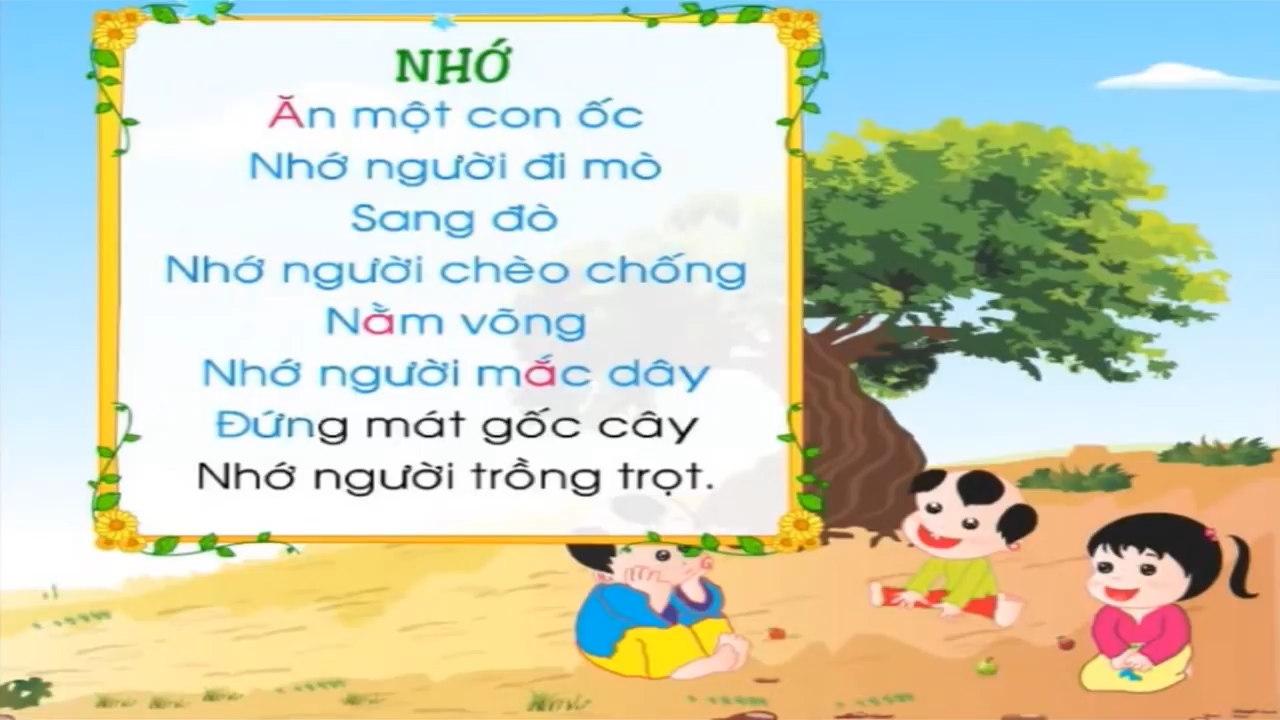 NHỚ
Ăn một con ốc
Nhớ người đi mò
Sang đò
Nhớ người chèo chống
Nằm võng
Nhớ người mắc dây
Đứng mát gốc cây
Nhớ người trồng trọt.